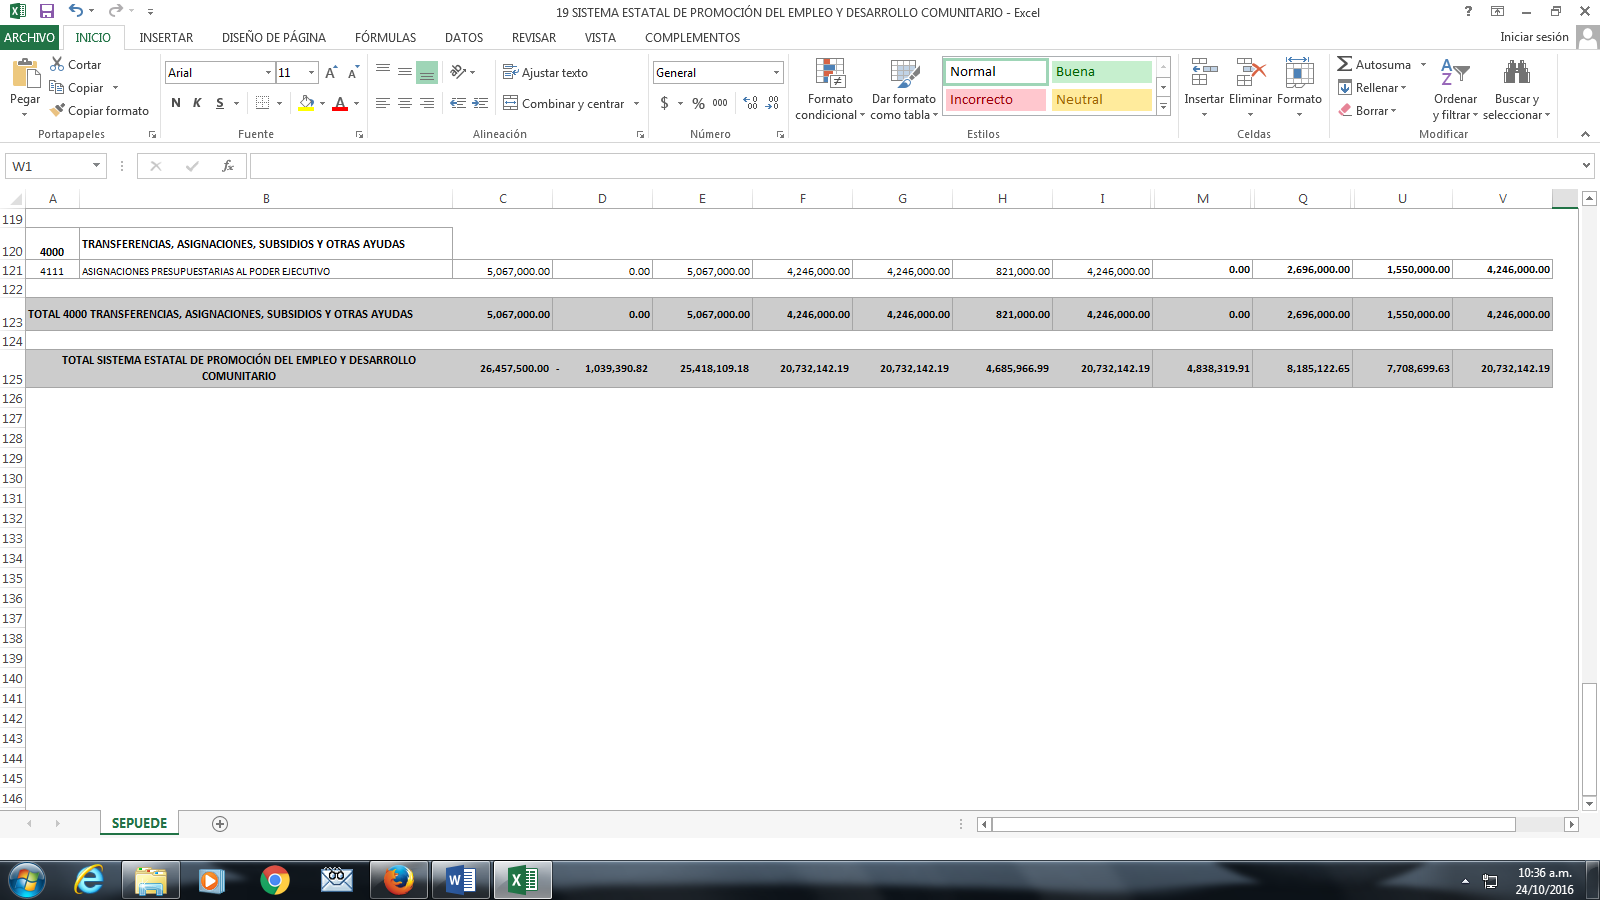 19 SISTEMA ESTATAL DE PROMOCIÓN DEL EMPLEO Y DESARROLLO COMUNITARIO - Excel
ARCHIVO INICIO INSERTAR DISEÑO DE PÁGINA FÓRMULAS DATOS REVISAR VISTA COMPLEMENTOS Iniciar sesión
Pegar
Cortar
Copiar
Copiar formato
Portapapeles
Arial 11
N K S A
Fuente
Ajustar texto
Combinar y centrar
Alineación
General
$ % 000
Número
Formato condicional
Dar formato como tabla
Normal Buena
Incorrecto Neutral
Estilos
Insertar Eliminar Formato
Celdas
Autosuma
Rellenar
Borrar
Ordenar y filtrar
Buscar y seleccionar
Modificar
W1 fx
A B C D E F G H I M Q U V
119
120 4000 TRANSFERENCIAS, ASIGNACIONES, SUBSIDIOS Y OTRAS AYUDAS
121 4111 ASIGNACIONES PRESUPUESTARIAS AL PODER EJECUTIVO 5,067,000.00 0.00 5,067,000.00 4,246,000.00 4,246,000.00 821,000.00 4,246,000.00 0.00 2,696,000.00 1,550,000.00 4,246,000.00
122
123 TOTAL 4000 TRANSFERENCIAS, ASIGNACIONES, SUBSIDIOS Y OTRAS AYUDAS 5,067,000.00 0.00 5,067,000.00 4,246,000.00 4,246,000.00 821,000.00 4,246,000.00 0.00 2,696,000.00 1,550,000.00 4,246,000.00
124
TOTAL SISTEMA ESTATAL DE PROMOCIÓN DEL EMPLEO Y DESARROLLO
125 COMUNITARIO 26,457,500.00 - 1,039,390.82 25,418,109.18 20,732,142.19 20,732,142.19 4,685,966.99 20,732,142.19 4,838,319.91 8,185,122.65 7,708,699.63 20,732,142.19
126
127
128
129
130
131
132
133
134
135
136
137
138
139
140
141
142
143
144
145
146
SEPUEDE
10:36 a.m.
24/10/2016